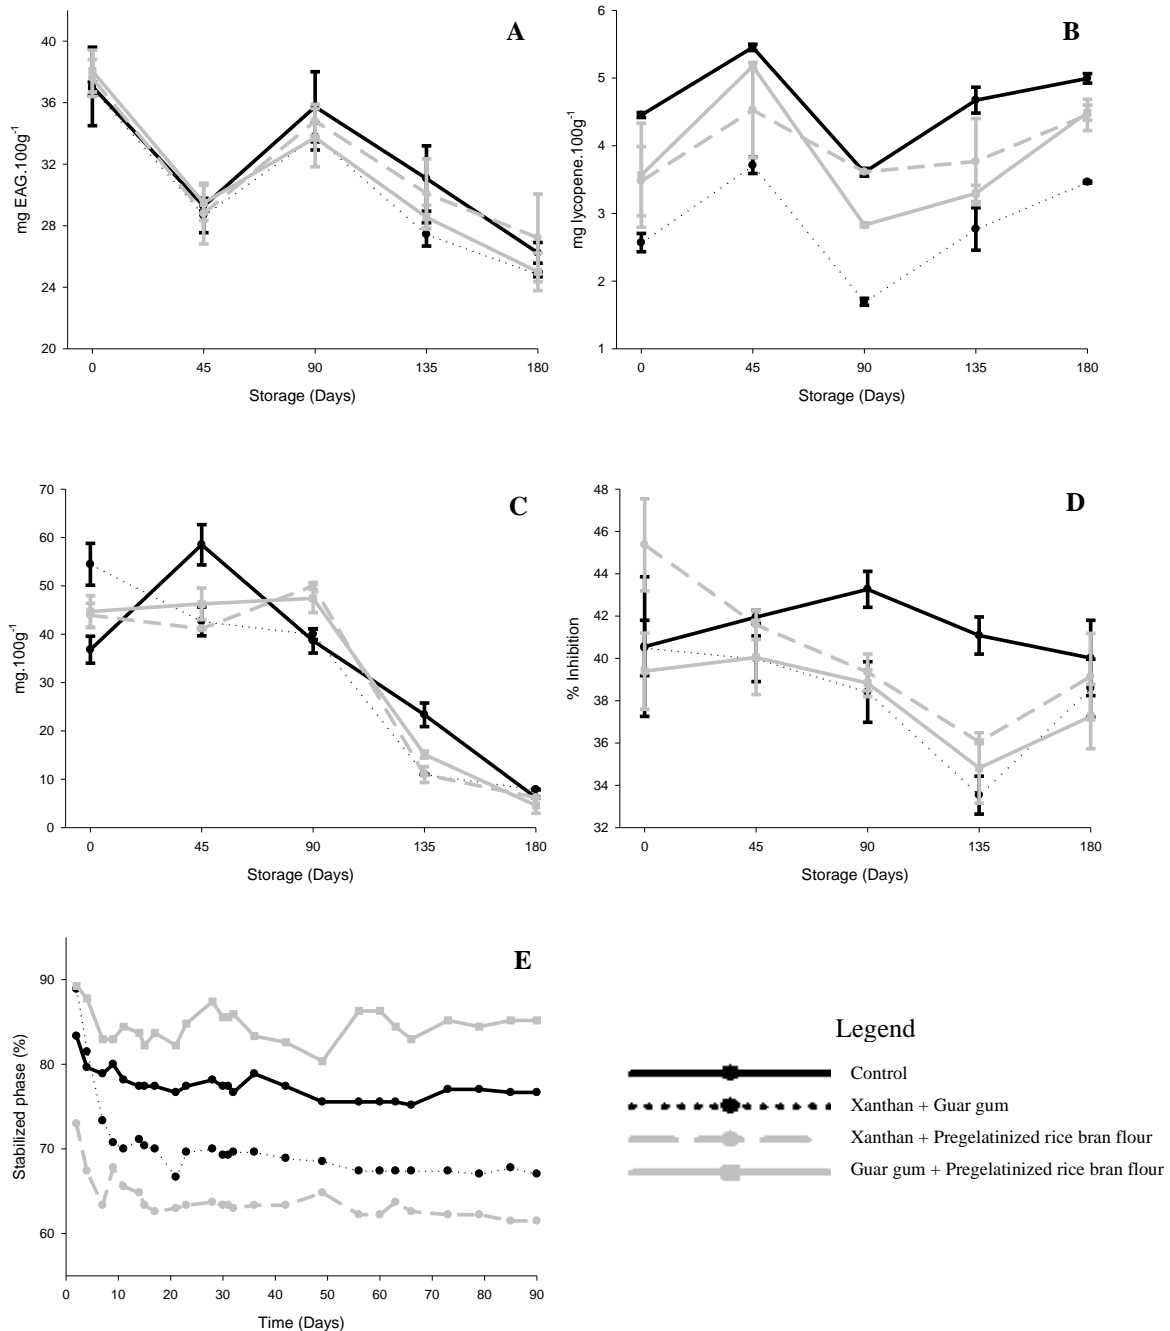 A
40
36
32
28
24
20
mg EAG.100g-1
0 45 90 135 180
Storage (Days)
B
6
5
4
3
2
1
mg lycopene.100g-1
0 45 90 135 180
Storage (Days)
C
70
60
50
40
30
20
10
0
mg.100g-1
0 45 90 135 180
Storage (Days)
D
48
46
44
42
40
38
36
34
32
% Inhibition
0 45 90 135 180
Storage (Days)
E
90
80
70
60
Stabilized phase (%)
0 10 20 30 40 50 60 70 80 90
Time (Days)
Legend
Control
Xanthan + Guar gum
Xanthan + Pregelatinized rice bran flour
Guar gum + Pregelatinized rice bran flour